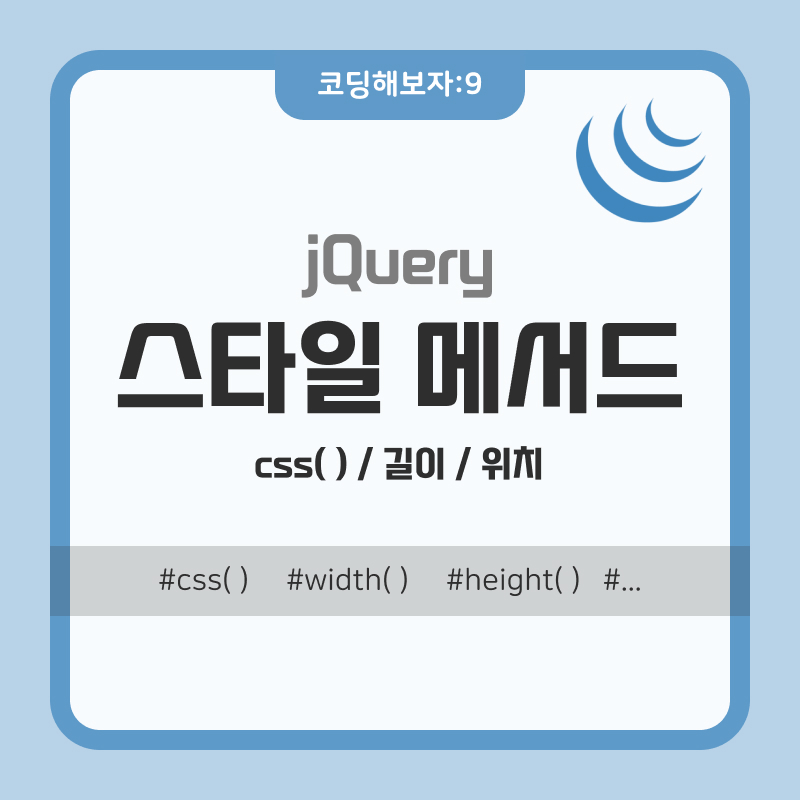 코딩해보자:9
jQuery
스타일 메서드
css( ) / 길이 / 위치
#css( ) #width( ) #height( ) #...